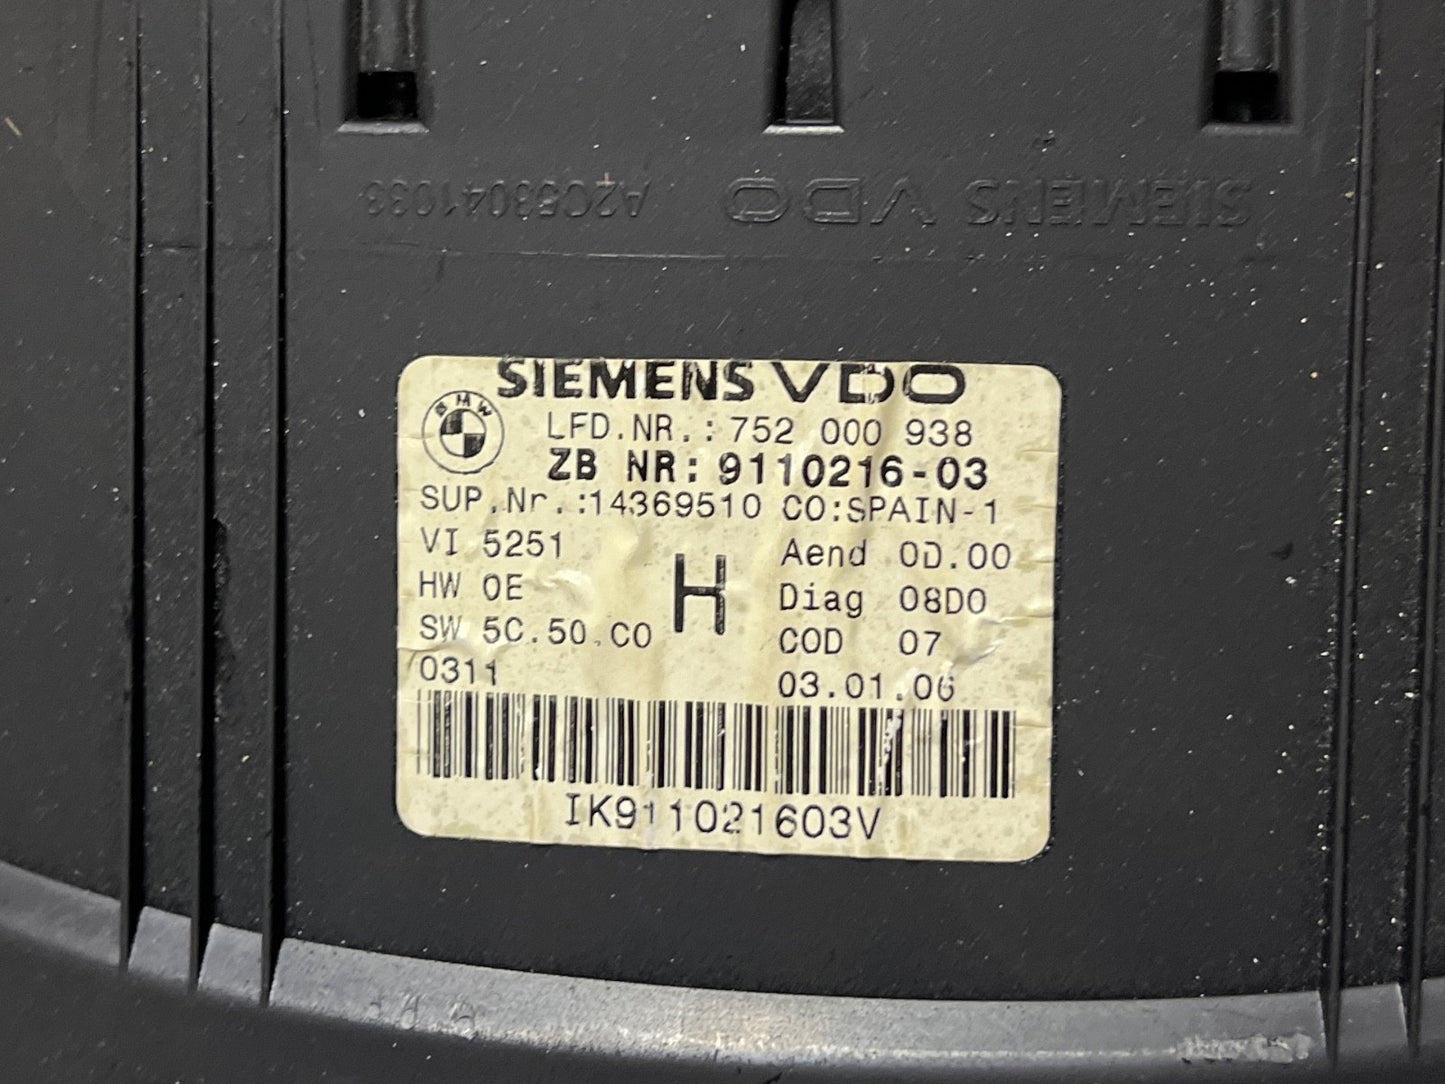 SIEMENS VDO A2C53041033
SIEMENS VDO
BMW
LFD.NR.: 752 000 938
ZB NR: 9110216-03
SUP.Nr.:14369510 CO:SPAIN-1
VI 5251 Aend 0D.00
HW 0E H Diag 08D0
SW 5C.50.C0 COD 07
0311 03.01.06
IK911021603V